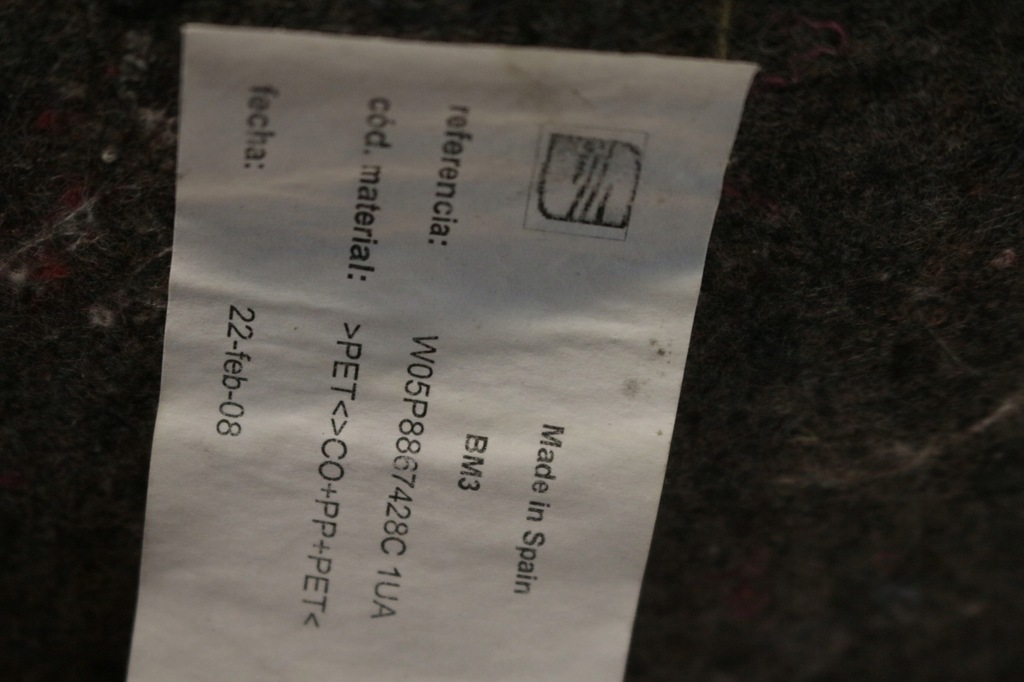 Made in Spain
BM3
referencia: W05P8867428C 1UA
cód. material: >PET<>CO+PP+PET<
fecha: 22-feb-08